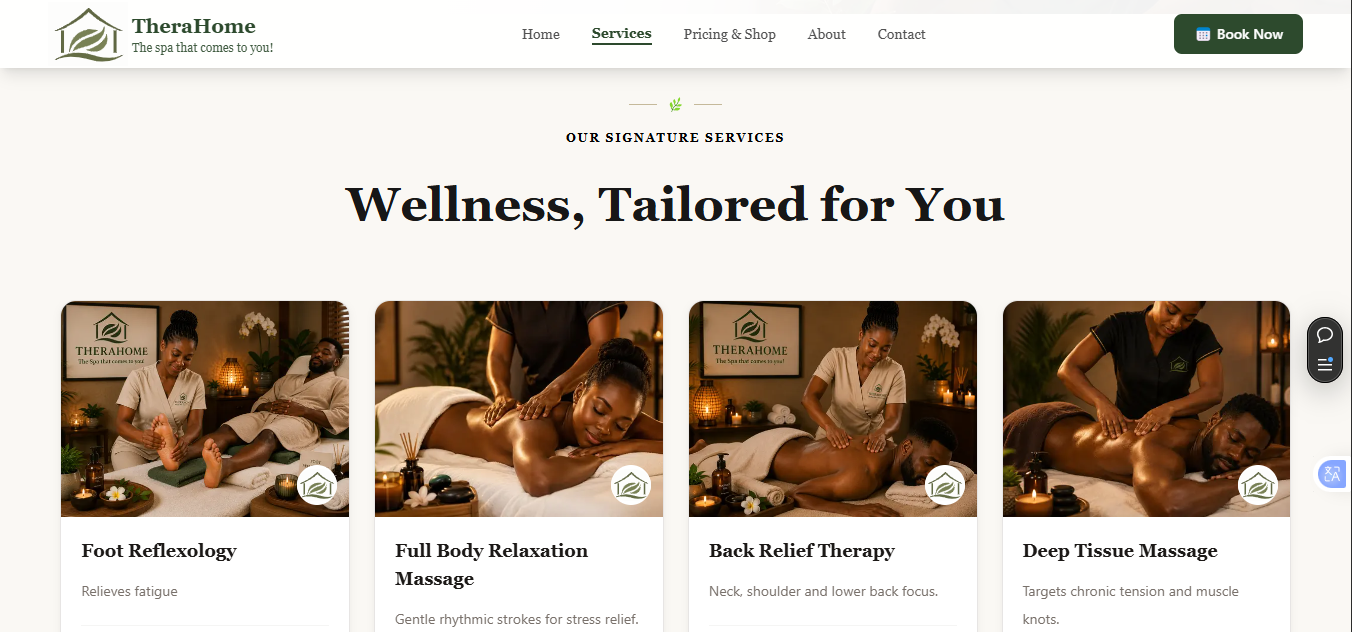 TheraHome
The spa that comes to you!
Home
Services
Pricing & Shop
About
Contact
Book Now
OUR SIGNATURE SERVICES
Wellness, Tailored for You
THERAHOME
The Spa that comes to you!
THERAHOME
The Spa that comes to you!
Foot Reflexology
Relieves fatigue
Full Body Relaxation
Massage
Gentle rhythmic strokes for stress relief.
Back Relief Therapy
Neck, shoulder and lower back focus.
Deep Tissue Massage
Targets chronic tension and muscle
knots.